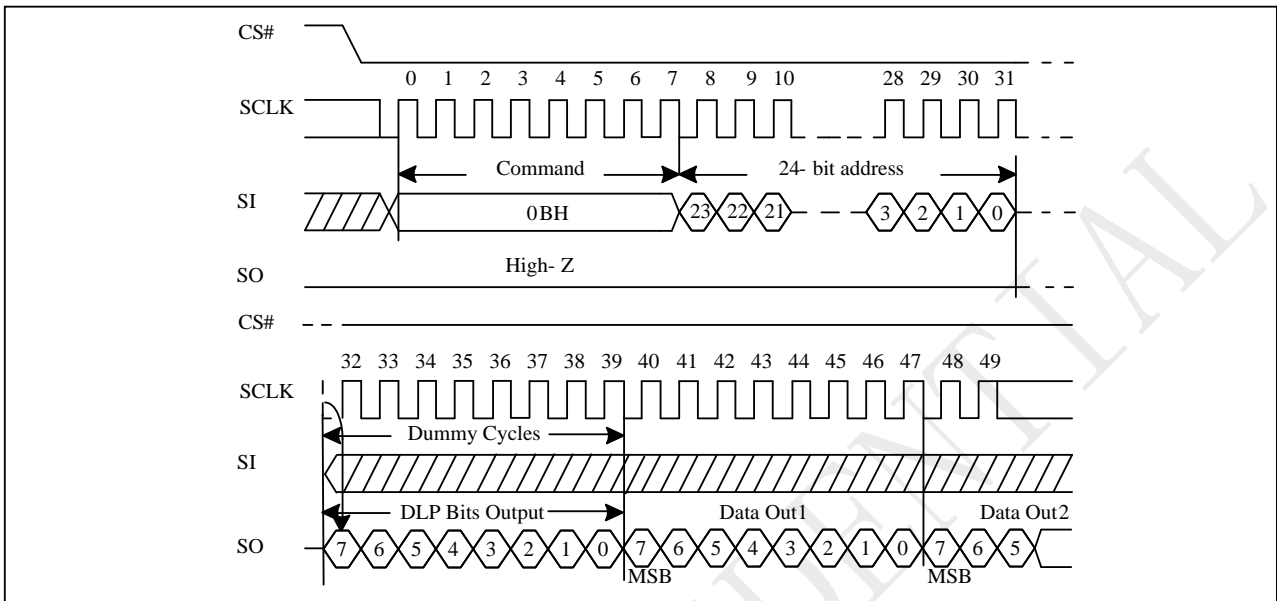 CS#
0 1 2 3 4 5 6 7 8 9 10 28 29 30 31
SCLK
Command 24- bit address
SI
0BH 23 22 21 3 2 1 0
High- Z
SO
CS#
32 33 34 35 36 37 38 39 40 41 42 43 44 45 46 47 48 49
SCLK
Dummy Cycles
SI
DLP Bits Output Data Out1 Data Out2
SO 7 6 5 4 3 2 1 0 7 6 5 4 3 2 1 0 7 6 5
MSB MSB